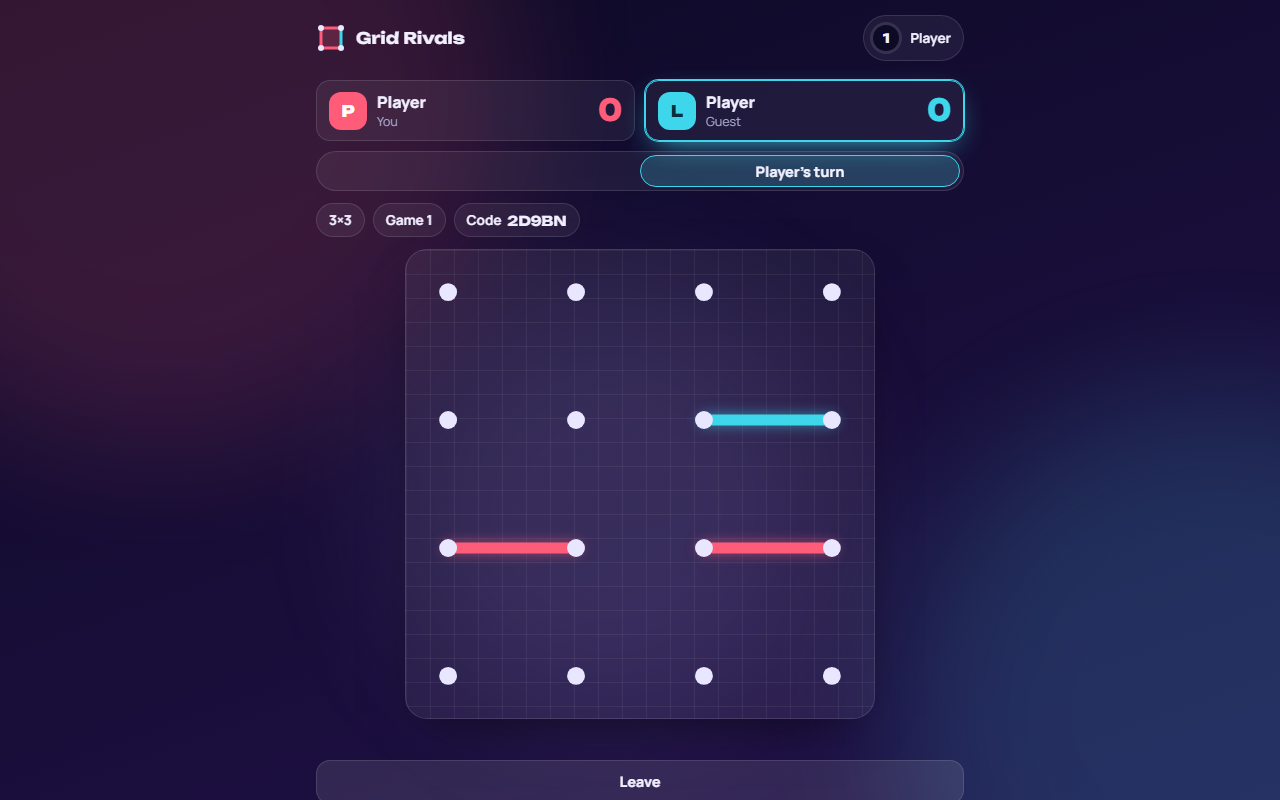 Grid Rivals
1 Player
P Player 0
You
L Player 0
Guest
Player's turn
3×3 Game 1 Code 2D9BN
Leave